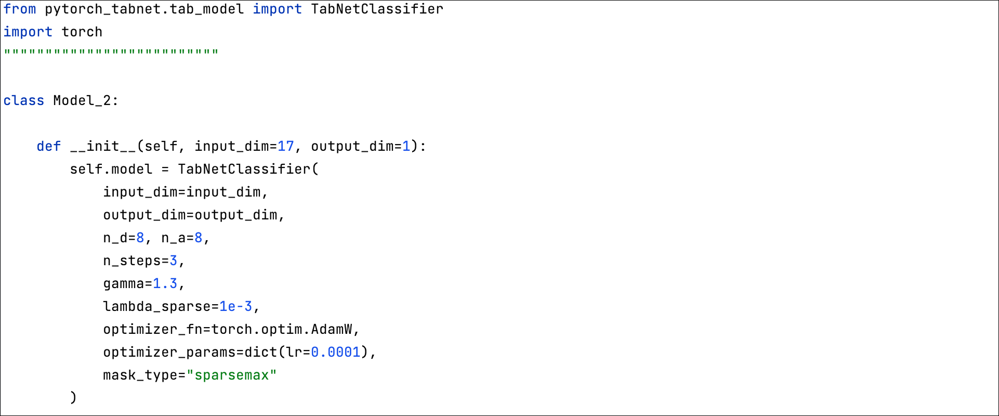 from pytorch_tabnet.tab_model import TabNetClassifier
import torch
""""""""""""""""""""""""""
class Model_2:
    def __init__(self, input_dim=17, output_dim=1):
        self.model = TabNetClassifier(
            input_dim=input_dim,
            output_dim=output_dim,
            n_d=8, n_a=8,
            n_steps=3,
            gamma=1.3,
            lambda_sparse=1e-3,
            optimizer_fn=torch.optim.AdamW,
            optimizer_params=dict(lr=0.0001),
            mask_type="sparsemax"
        )